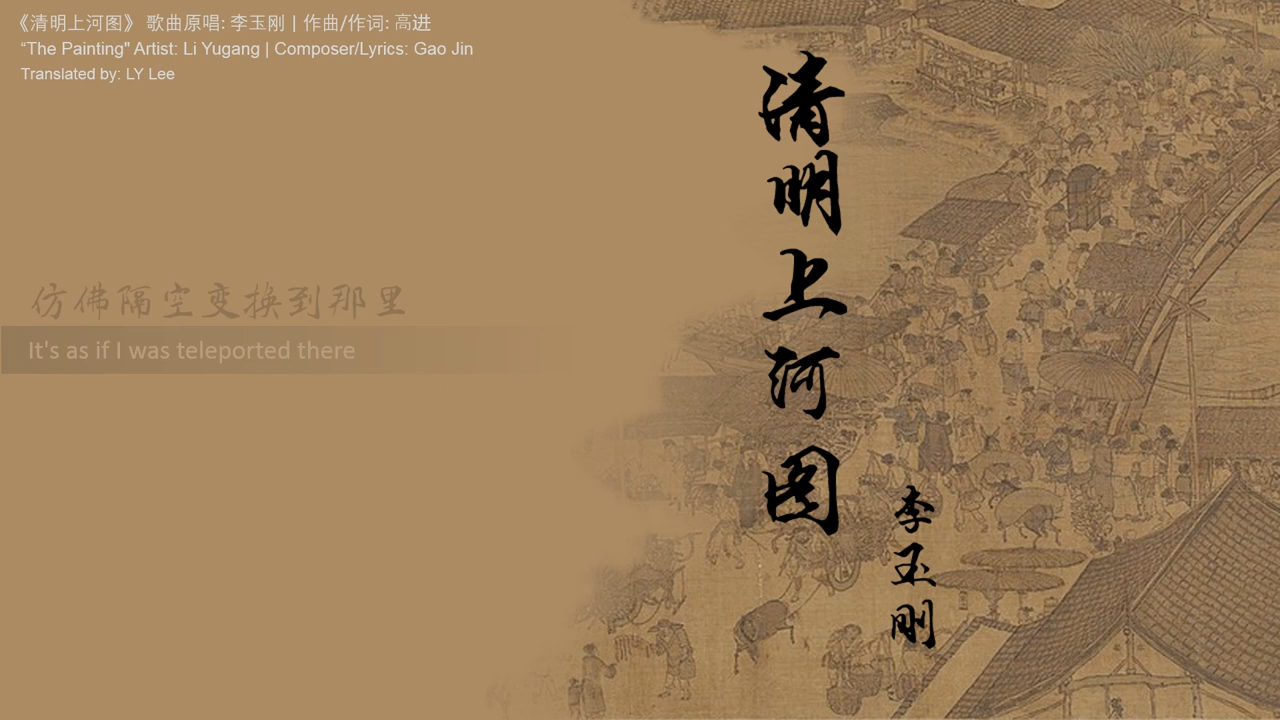 《清明上河图》 歌曲原唱: 李玉刚 | 作曲/作词: 高进
“The Painting" Artist: Li Yugang | Composer/Lyrics: Gao Jin
Translated by: LY Lee
仿佛隔空变换到那里
It's as if I was teleported there
清明上河图
李玉刚